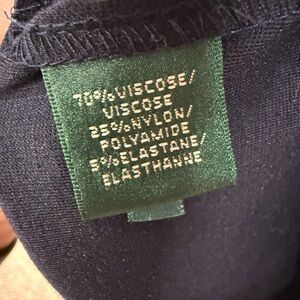 70%VISCOSE/
VISCOSE
25%NYLON/
POLYAMIDE
5%ELASTANE/
ELASTHANNE